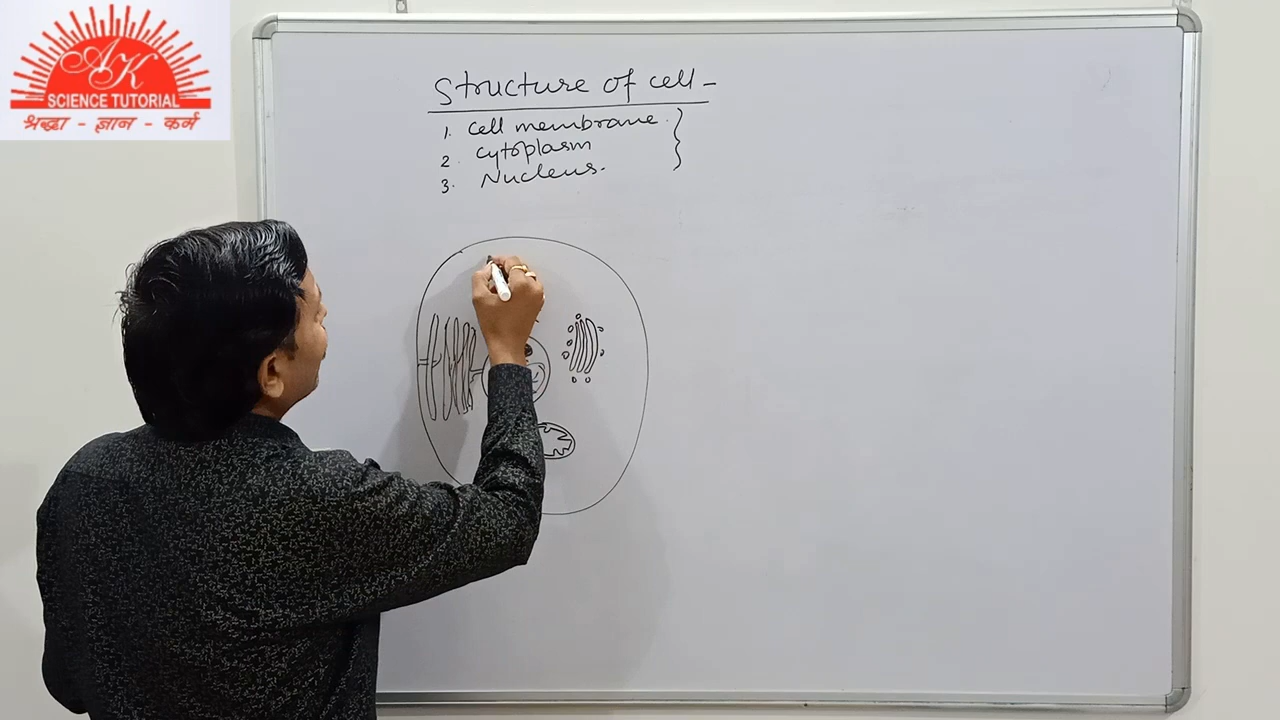 AK
SCIENCE TUTORIAL
श्रद्धा - ज्ञान - कर्म
Structure of cell -
1. Cell membrane.
2. Cytoplasm
3. Nucleus.